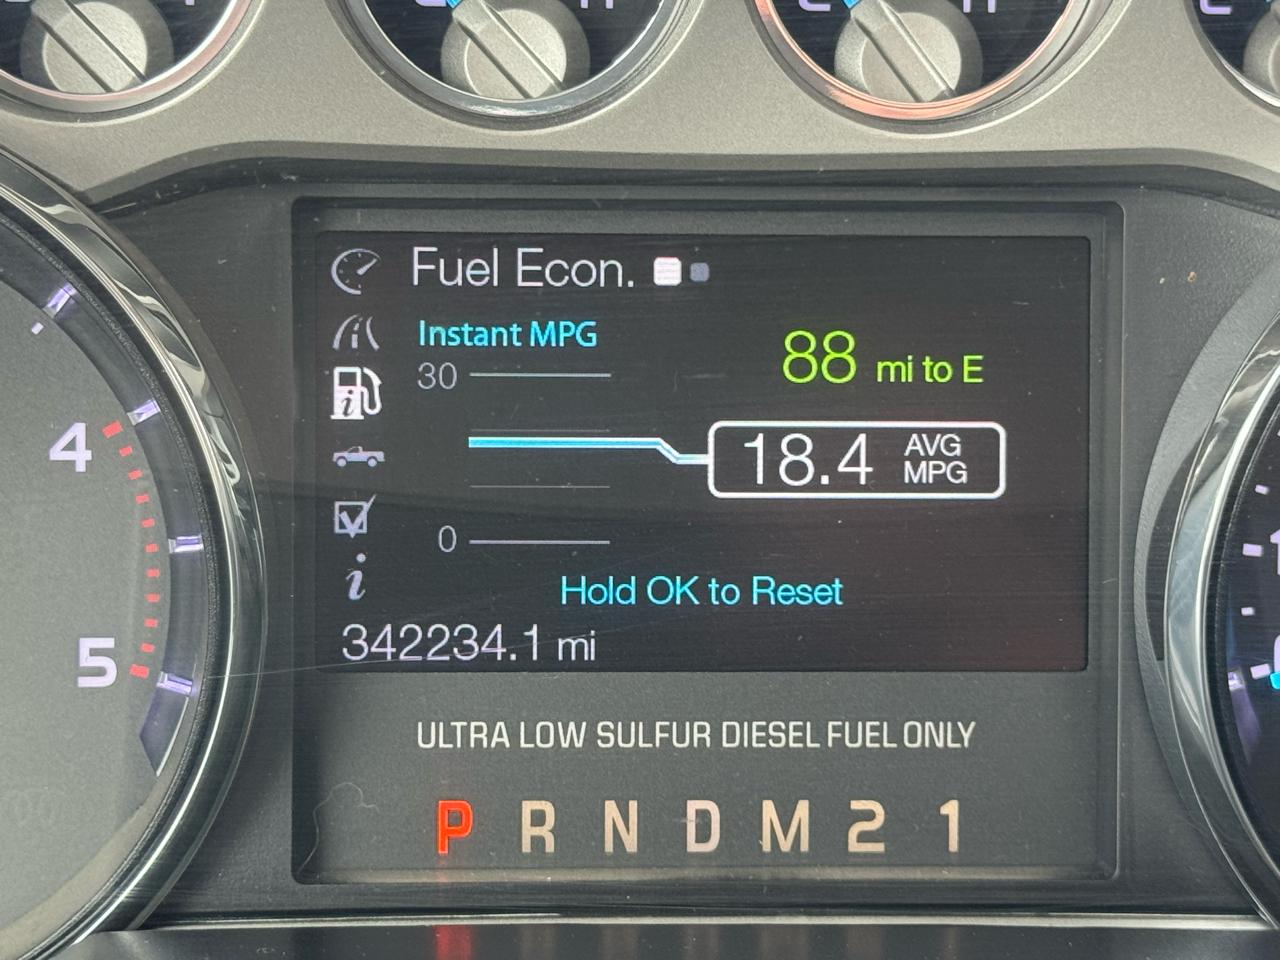 Fuel Econ.
Instant MPG
88 mi to E
30
18.4 AVG MPG
0
Hold OK to Reset
342234.1 mi
4
5
ULTRA LOW SULFUR DIESEL FUEL ONLY
P R N D M 2 1